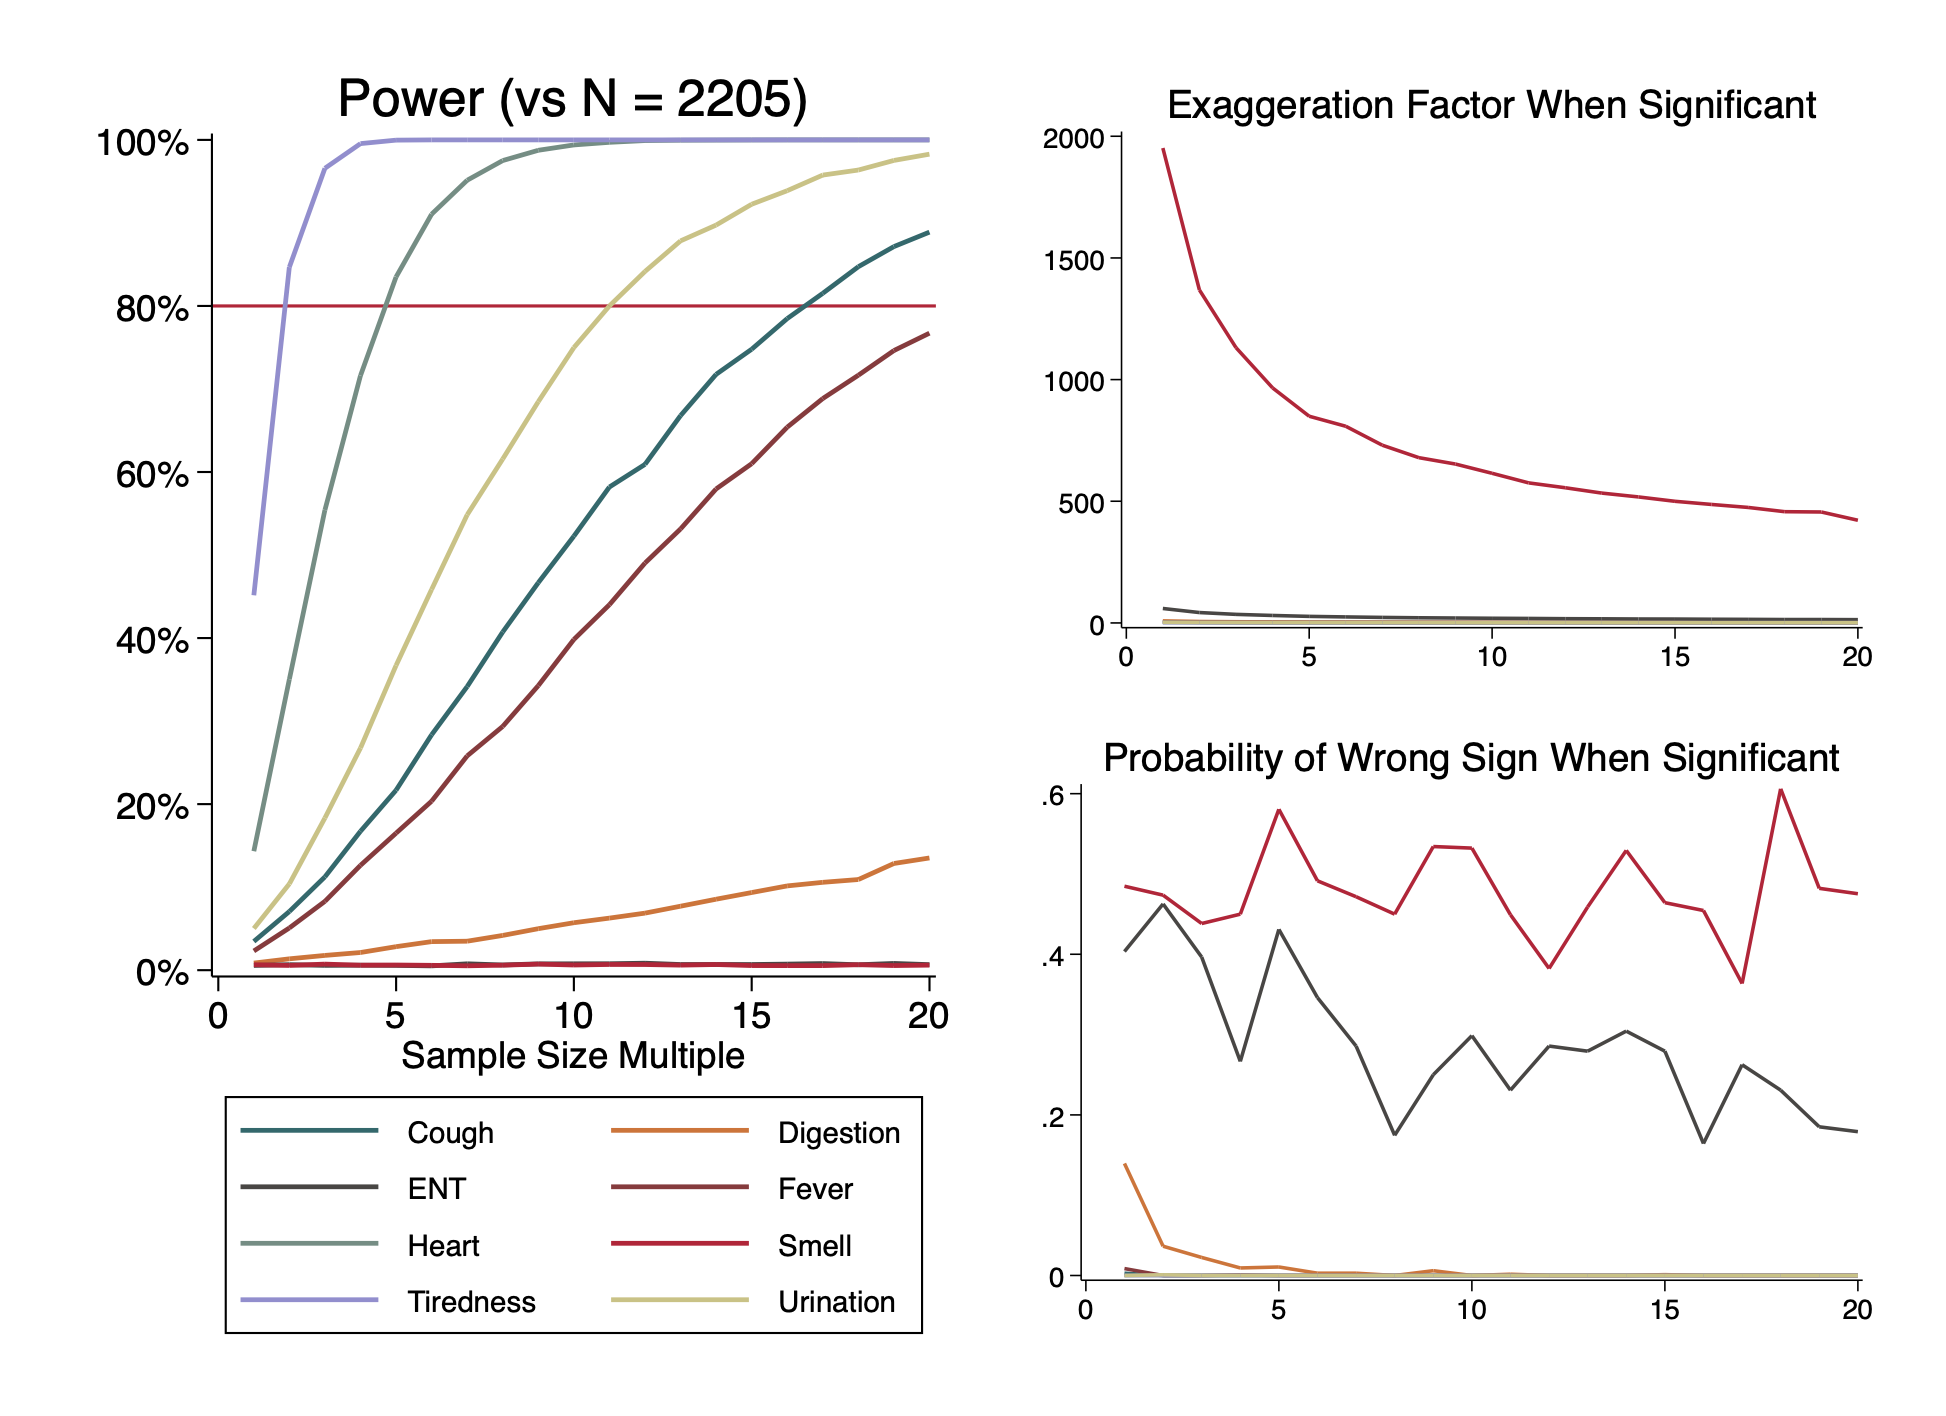 Power (vs N = 2205)
100%
80%
60%
40%
20%
0%
0 5 10 15 20
Sample Size Multiple
Cough Digestion
ENT Fever
Heart Smell
Tiredness Urination
Exaggeration Factor When Significant
2000
1500
1000
500
0
0 5 10 15 20
Probability of Wrong Sign When Significant
.6
.4
.2
0
0 5 10 15 20